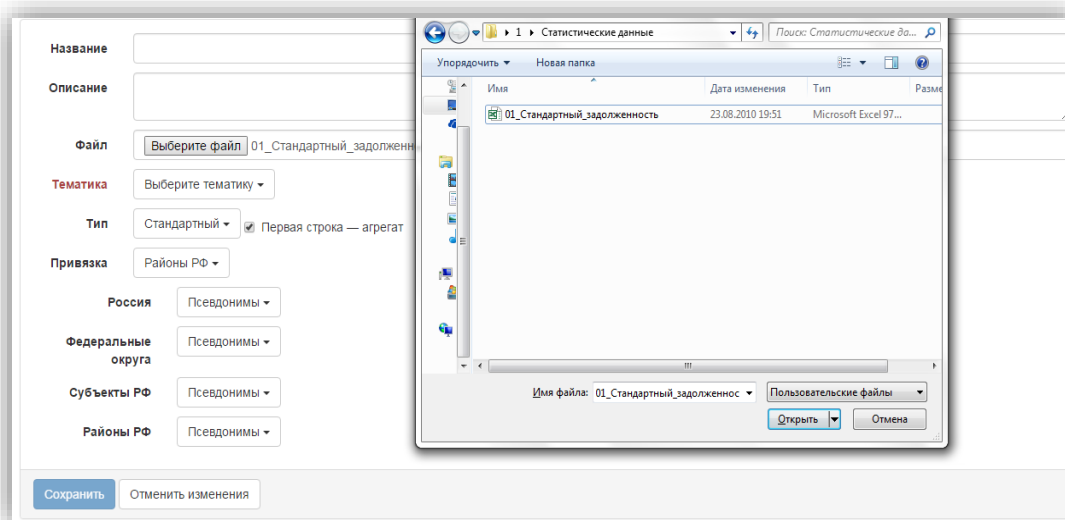 Название
Описание
Файл
Выберите файл 01_Стандартный_задолженн
Тематика
Выберите тематику
Тип
Стандартный
Первая строка — агрегат
Привязка
Районы РФ
Россия
Псевдонимы
Федеральные
округа
Псевдонимы
Субъекты РФ
Псевдонимы
Районы РФ
Псевдонимы
Сохранить
Отменить изменения
1 Статистические данные
Поиск: Статистические да...
Упорядочить
Новая папка
Имя
Дата изменения
Тип
Разме
01_Стандартный_задолженность
23.08.2010 19:51
Microsoft Excel 97...
Имя файла:
01_Стандартный_задолженнос
Пользовательские файлы
Открыть
Отмена